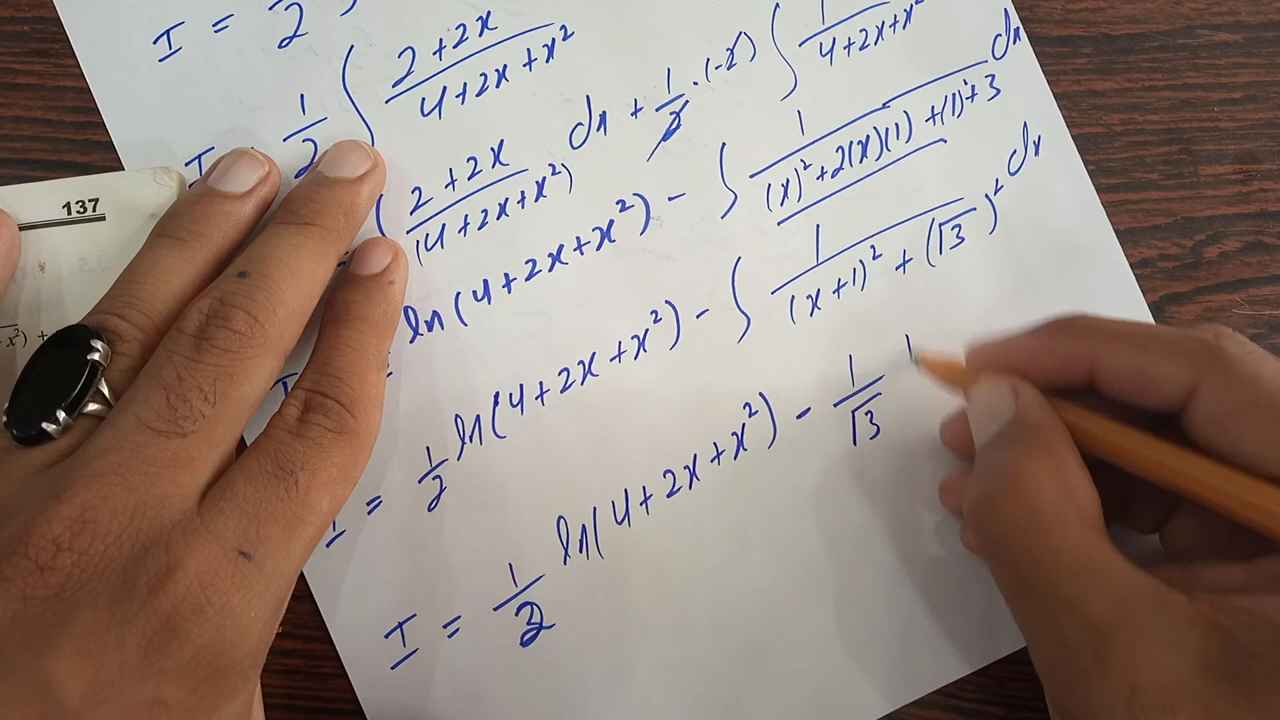 I = 1/2 ∫
I = 1/2 ∫ (2+2x)/(4+2x+x²) dx + 1/2 · (-2) ∫ 1/(4+2x+x²)
(2+2x)/(4+2x+x²)
ln(4+2x+x²) - ∫ 1/((x)²+2(x)(1)+(1)²+3) dx
I = 1/2 ln(4+2x+x²) - ∫ 1/((x+1)²+(√3)²) dx
I = 1/2 ln(4+2x+x²) - 1/√3
137
x²) +